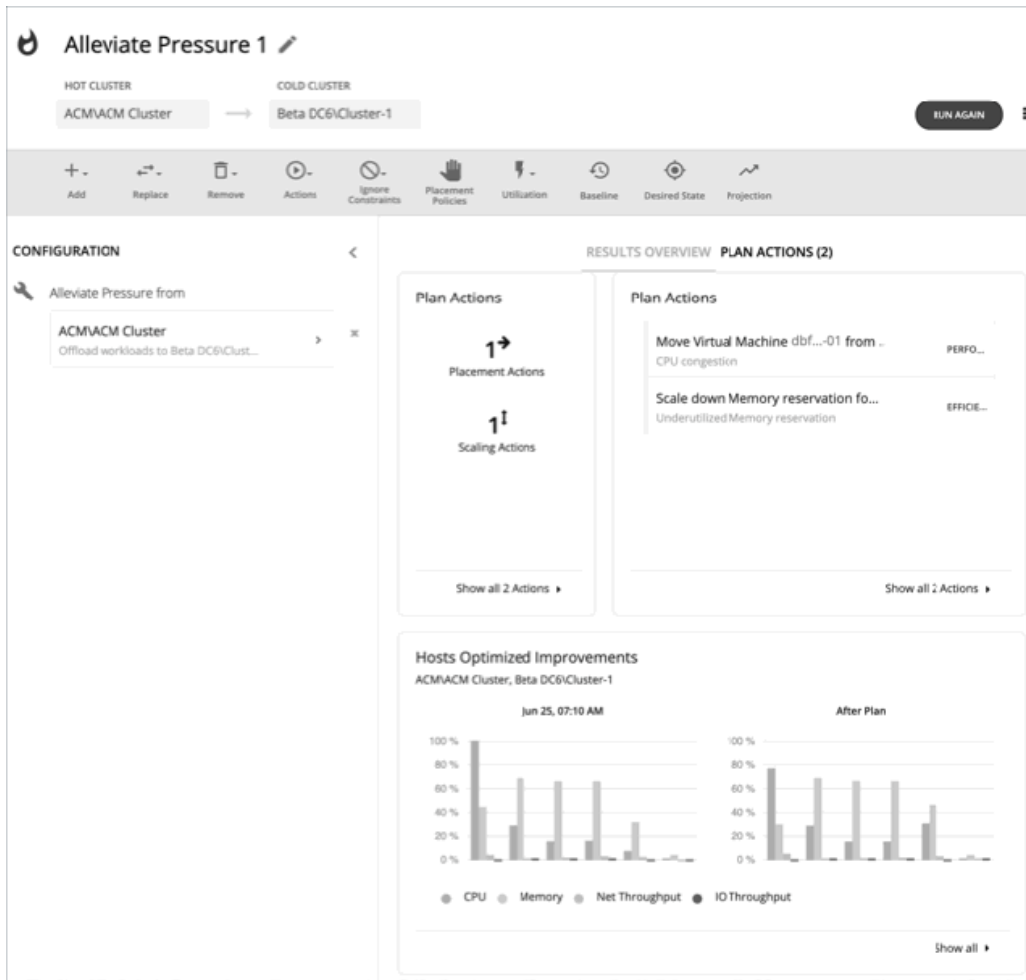 Alleviate Pressure 1
HOT CLUSTER
COLD CLUSTER
ACM\ACM Cluster
Beta DC6\Cluster-1
RUN AGAIN
Add
Replace
Remove
Actions
Ignore
Constraints
Placement
Policies
Utilization
Baseline
Desired State
Projection
CONFIGURATION
Alleviate Pressure from
ACM\ACM Cluster
Offload workloads to Beta DC6\Clust...
RESULTS OVERVIEW
PLAN ACTIONS (2)
Plan Actions
1
Placement Actions
1
Scaling Actions
Show all 2 Actions
Plan Actions
Move Virtual Machine dbf...-01 from ..
PERFO...
CPU congestion
Scale down Memory reservation fo...
EFFICIE...
Underutilized Memory reservation
Show all 2 Actions
Hosts Optimized Improvements
ACM\ACM Cluster, Beta DC6\Cluster-1
Jun 25, 07:10 AM
100 %
80 %
60 %
40 %
20 %
0 %
After Plan
100 %
80 %
60 %
40 %
20 %
0 %
CPU
Memory
Net Throughput
IO Throughput
Show all